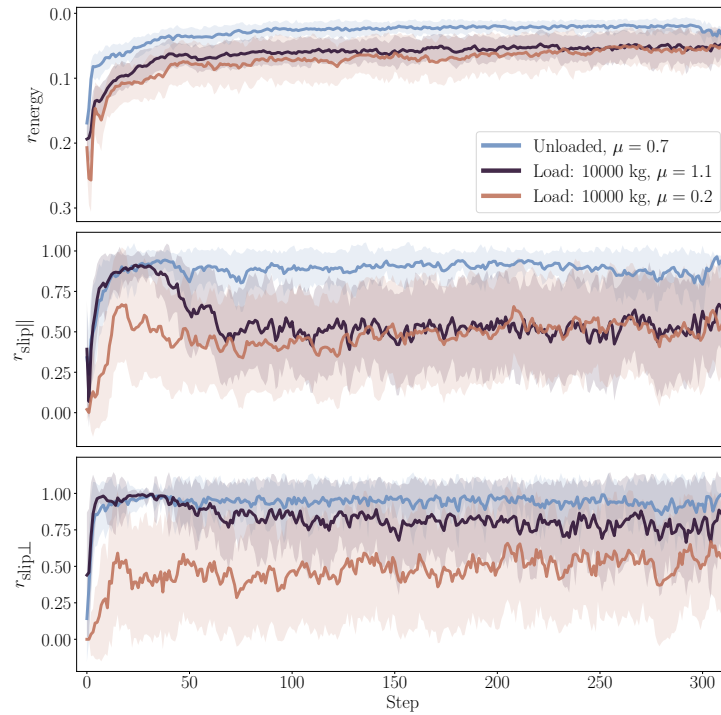 0.0
0.1
0.2
0.3
r_energy
Unloaded, μ = 0.7
Load: 10000 kg, μ = 1.1
Load: 10000 kg, μ = 0.2
1.00
0.75
0.50
0.25
0.00
r_slip∥
1.00
0.75
0.50
0.25
0.00
r_slip⊥
0 50 100 150 200 250 300
Step